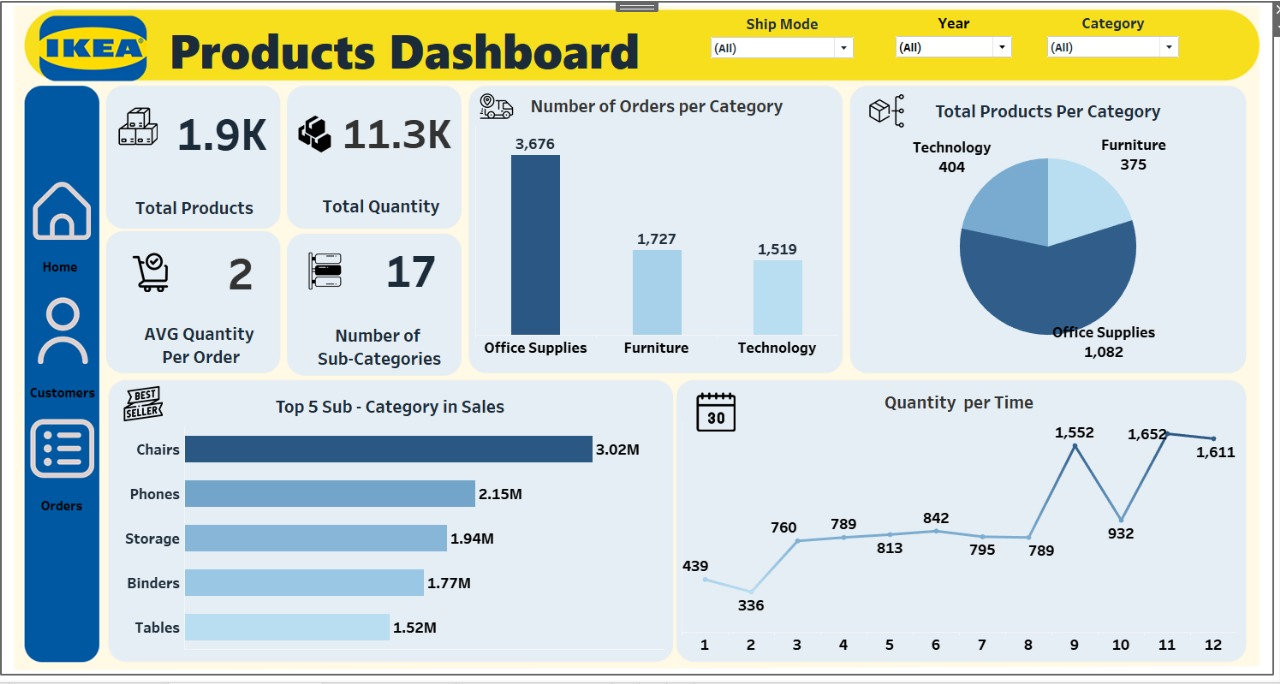 IKEA
Products Dashboard
Ship Mode
(All)
Year
(All)
Category
(All)
Home
Customers
Orders
1.9K
Total Products
11.3K
Total Quantity
2
AVG Quantity
Per Order
17
Number of
Sub-Categories
Number of Orders per Category
3,676
1,727
1,519
Office Supplies
Furniture
Technology
Total Products Per Category
Technology
404
Furniture
375
Office Supplies
1,082
BEST
SELLER
Top 5 Sub - Category in Sales
Chairs
3.02M
Phones
2.15M
Storage
1.94M
Binders
1.77M
Tables
1.52M
30
Quantity  per Time
439
336
760
789
813
842
795
789
1,552
932
1,652
1,611
1
2
3
4
5
6
7
8
9
10
11
12